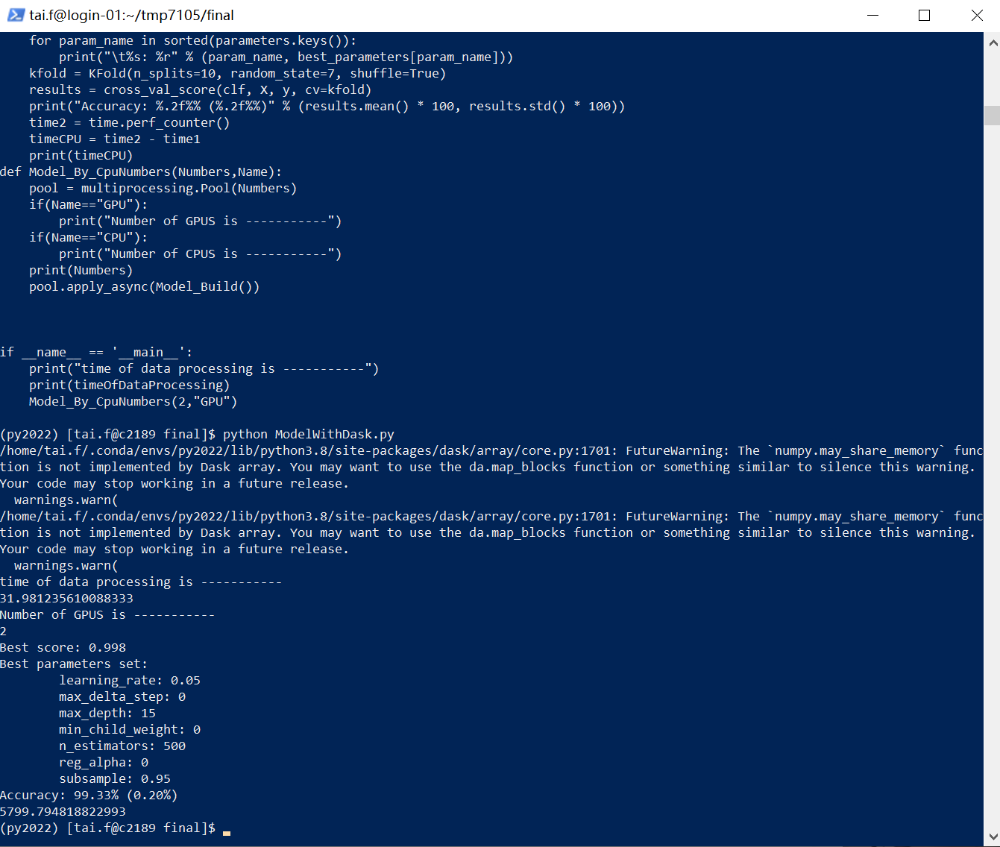 tai.f@login-01:~/tmp7105/final
    for param_name in sorted(parameters.keys()):
        print("\t%s: %r" % (param_name, best_parameters[param_name]))
    kfold = KFold(n_splits=10, random_state=7, shuffle=True)
    results = cross_val_score(clf, X, y, cv=kfold)
    print("Accuracy: %.2f%% (%.2f%%)" % (results.mean() * 100, results.std() * 100))
    time2 = time.perf_counter()
    timeCPU = time2 - time1
    print(timeCPU)
def Model_By_CpuNumbers(Numbers,Name):
    pool = multiprocessing.Pool(Numbers)
    if(Name=="GPU"):
        print("Number of GPUS is -----------")
    if(Name=="CPU"):
        print("Number of CPUS is -----------")
    print(Numbers)
    pool.apply_async(Model_Build())
if __name__ == '__main__':
    print("time of data processing is -----------")
    print(timeOfDataProcessing)
    Model_By_CpuNumbers(2,"GPU")
(py2022) [tai.f@c2189 final]$ python ModelWithDask.py
/home/tai.f/.conda/envs/py2022/lib/python3.8/site-packages/dask/array/core.py:1701: FutureWarning: The `numpy.may_share_memory` func
tion is not implemented by Dask array. You may want to use the da.map_blocks function or something similar to silence this warning.
Your code may stop working in a future release.
  warnings.warn(
/home/tai.f/.conda/envs/py2022/lib/python3.8/site-packages/dask/array/core.py:1701: FutureWarning: The `numpy.may_share_memory` func
tion is not implemented by Dask array. You may want to use the da.map_blocks function or something similar to silence this warning.
Your code may stop working in a future release.
  warnings.warn(
time of data processing is -----------
31.981235610088333
Number of GPUS is -----------
2
Best score: 0.998
Best parameters set:
        learning_rate: 0.05
        max_delta_step: 0
        max_depth: 15
        min_child_weight: 0
        n_estimators: 500
        reg_alpha: 0
        subsample: 0.95
Accuracy: 99.33% (0.20%)
5799.794818822993
(py2022) [tai.f@c2189 final]$